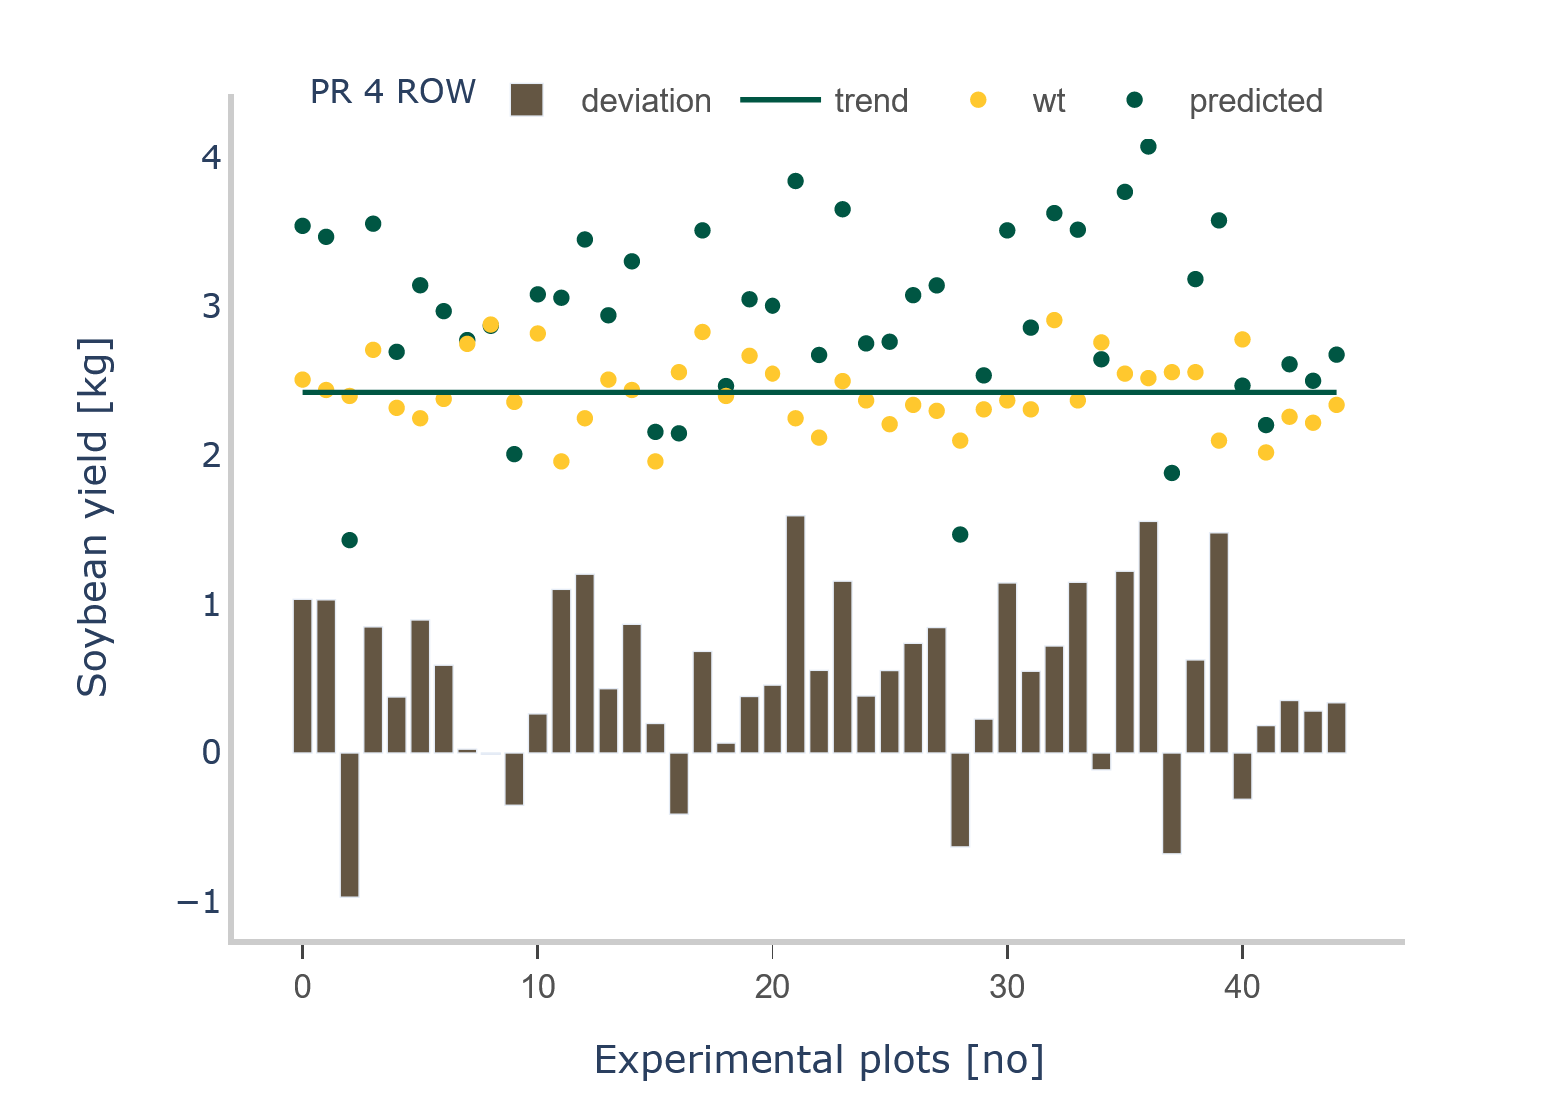 PR 4 ROW
deviation trend wt predicted
Soybean yield [kg]
4
3
2
1
0
−1
0 10 20 30 40
Experimental plots [no]